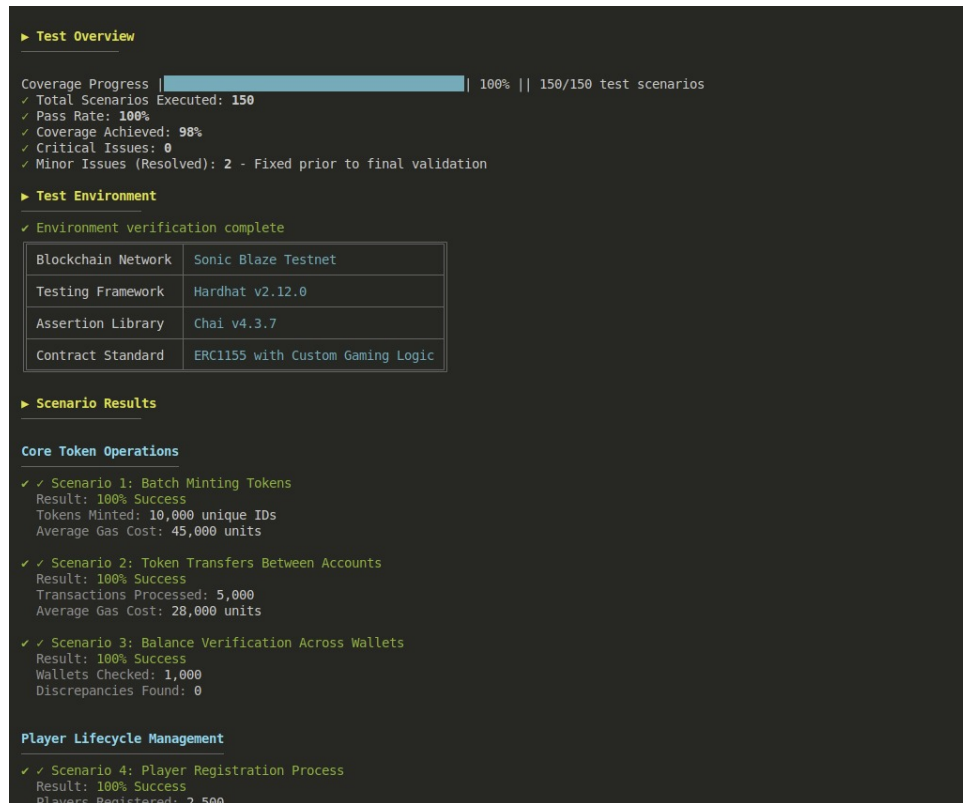 ▶ Test Overview
Coverage Progress || 100% || 150/150 test scenarios
✓ Total Scenarios Executed: 150
✓ Pass Rate: 100%
✓ Coverage Achieved: 98%
✓ Critical Issues: 0
✓ Minor Issues (Resolved): 2 - Fixed prior to final validation
▶ Test Environment
✔ Environment verification complete
Blockchain Network Sonic Blaze Testnet
Testing Framework Hardhat v2.12.0
Assertion Library Chai v4.3.7
Contract Standard ERC1155 with Custom Gaming Logic
▶ Scenario Results
Core Token Operations
✔ ✓ Scenario 1: Batch Minting Tokens
Result: 100% Success
Tokens Minted: 10,000 unique IDs
Average Gas Cost: 45,000 units
✔ ✓ Scenario 2: Token Transfers Between Accounts
Result: 100% Success
Transactions Processed: 5,000
Average Gas Cost: 28,000 units
✔ ✓ Scenario 3: Balance Verification Across Wallets
Result: 100% Success
Wallets Checked: 1,000
Discrepancies Found: 0
Player Lifecycle Management
✔ ✓ Scenario 4: Player Registration Process
Result: 100% Success
Players Registered: 2,500